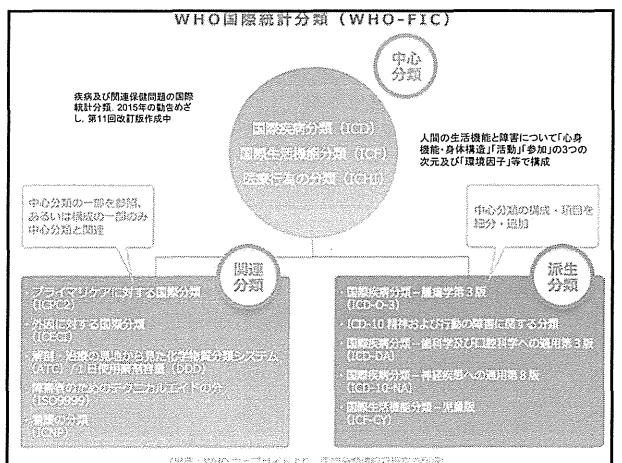 WHO国際統計分類（WHO-FIC）
中心
分類
疾病及び関連保健問題の国際
統計分類. 2015年の勧告めざ
し, 第11回改訂版作成中
国際疾病分類（ICD）
国際生活機能分類（ICF）
医療行為の分類（ICHI）
人間の生活機能と障害について「心身
機能・身体構造」「活動」「参加」の3つの
次元及び「環境因子」等で構成
中心分類の一部を参照、
あるいは構成の一部のみ
中心分類と関連
中心分類の構成・項目を
細分・追加
関連
分類
・プライマリケアに対する国際分類
（ICPC2）
・外因に対する国際分類
（ICECI）
・解剖・治療の見地から見た化学物質分類システム
（ATC）/1日使用薬剤容量（DDD）
・障害者のためのテクニカルエイドの分
（ISO9999）
・看護の分類
（ICNP）
派生
分類
・国際疾病分類－腫瘍学第3版
（ICD-O-3）
・ICD-10 精神および行動の障害に関する分類
・国際疾病分類－歯科学及び口腔科学への適用第3版
（ICD-DA）
・国際疾病分類－神経疾患への適用第8版
（ICD-10-NA）
・国際生活機能分類－児童版
（ICF-CY）